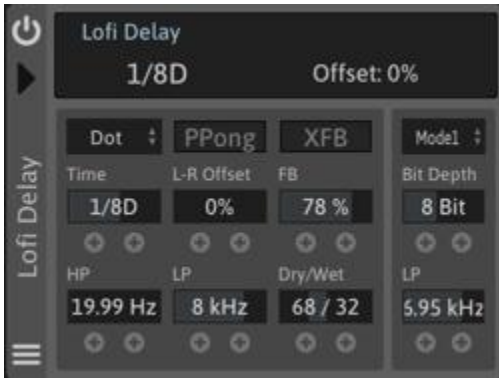 Lofi Delay
1/8D Offset: 0%
Lofi Delay
Dot PPong XFB Mode1
Time L-R Offset FB Bit Depth
1/8D 0% 78 % 8 Bit
HP LP Dry/Wet LP
19.99 Hz 8 kHz 68 / 32 6.95 kHz